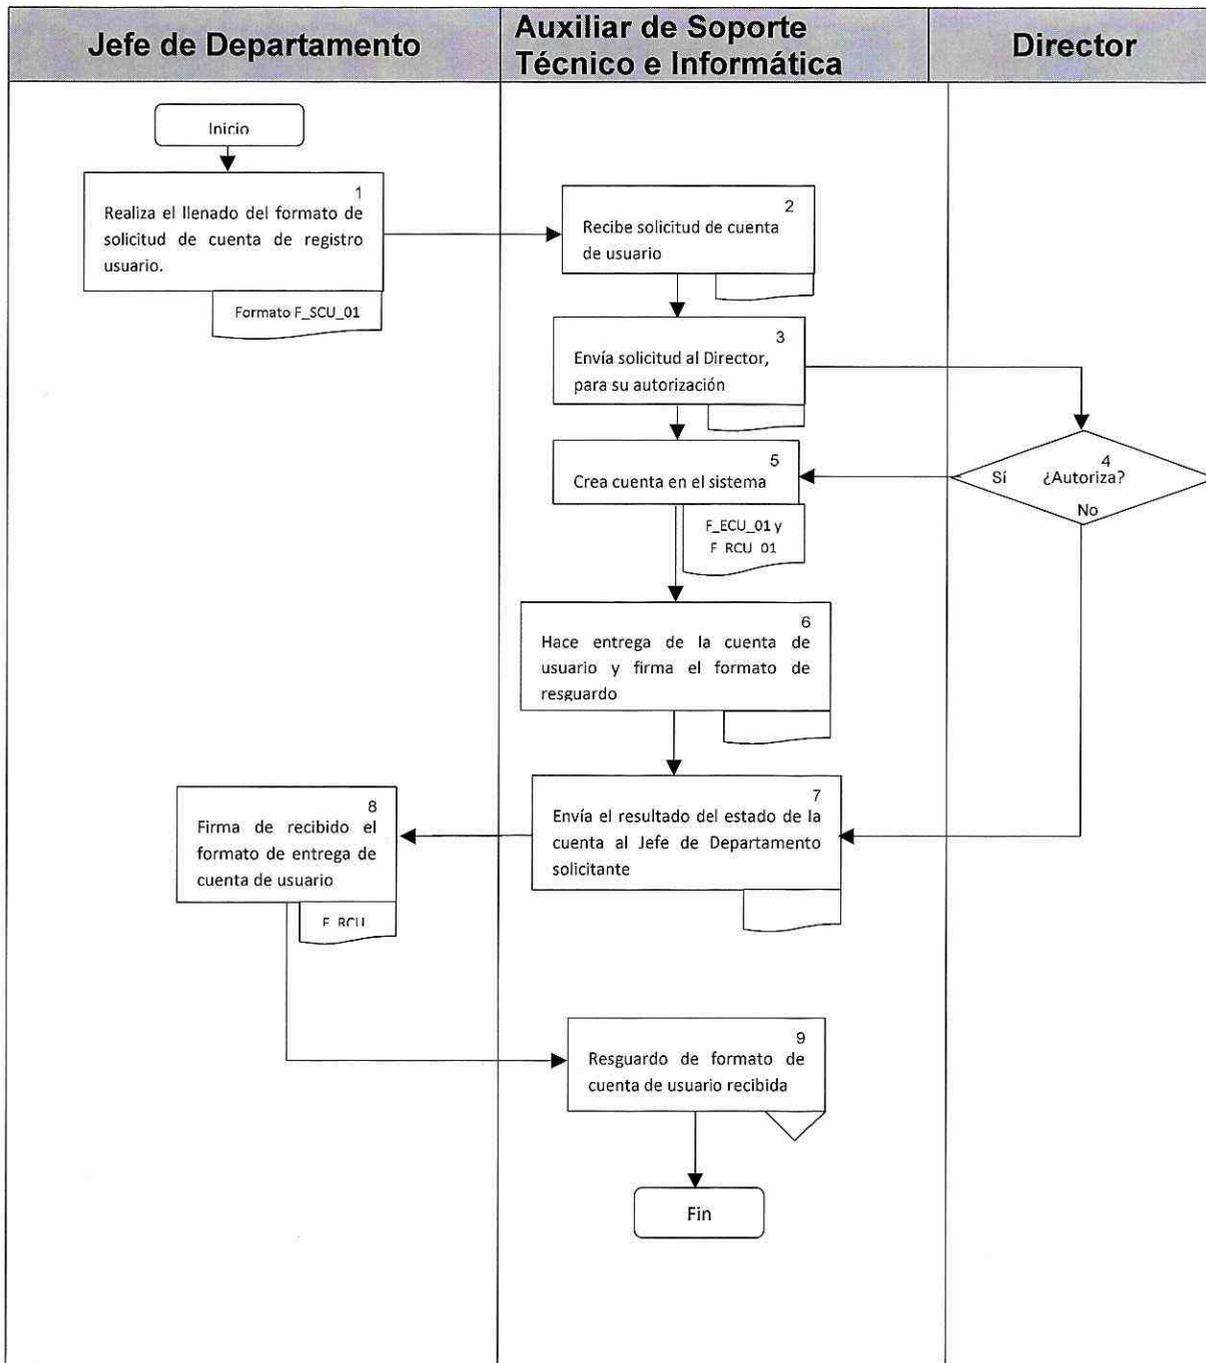 Jefe de Departamento
Auxiliar de Soporte
Técnico e Informática
Director
Inicio
1
Realiza el llenado del formato de
solicitud de cuenta de registro
usuario.
Formato F_SCU_01
2
Recibe solicitud de cuenta
de usuario
3
Envía solicitud al Director,
para su autorización
4
Sí
¿Autoriza?
No
5
Crea cuenta en el sistema
F_ECU_01 y
F_RCU_01
6
Hace entrega de la cuenta de
usuario y firma el formato de
resguardo
7
Envía el resultado del estado de la
cuenta al Jefe de Departamento
solicitante
8
Firma de recibido el
formato de entrega de
cuenta de usuario
F_RCU
9
Resguardo de formato de
cuenta de usuario recibida
Fin